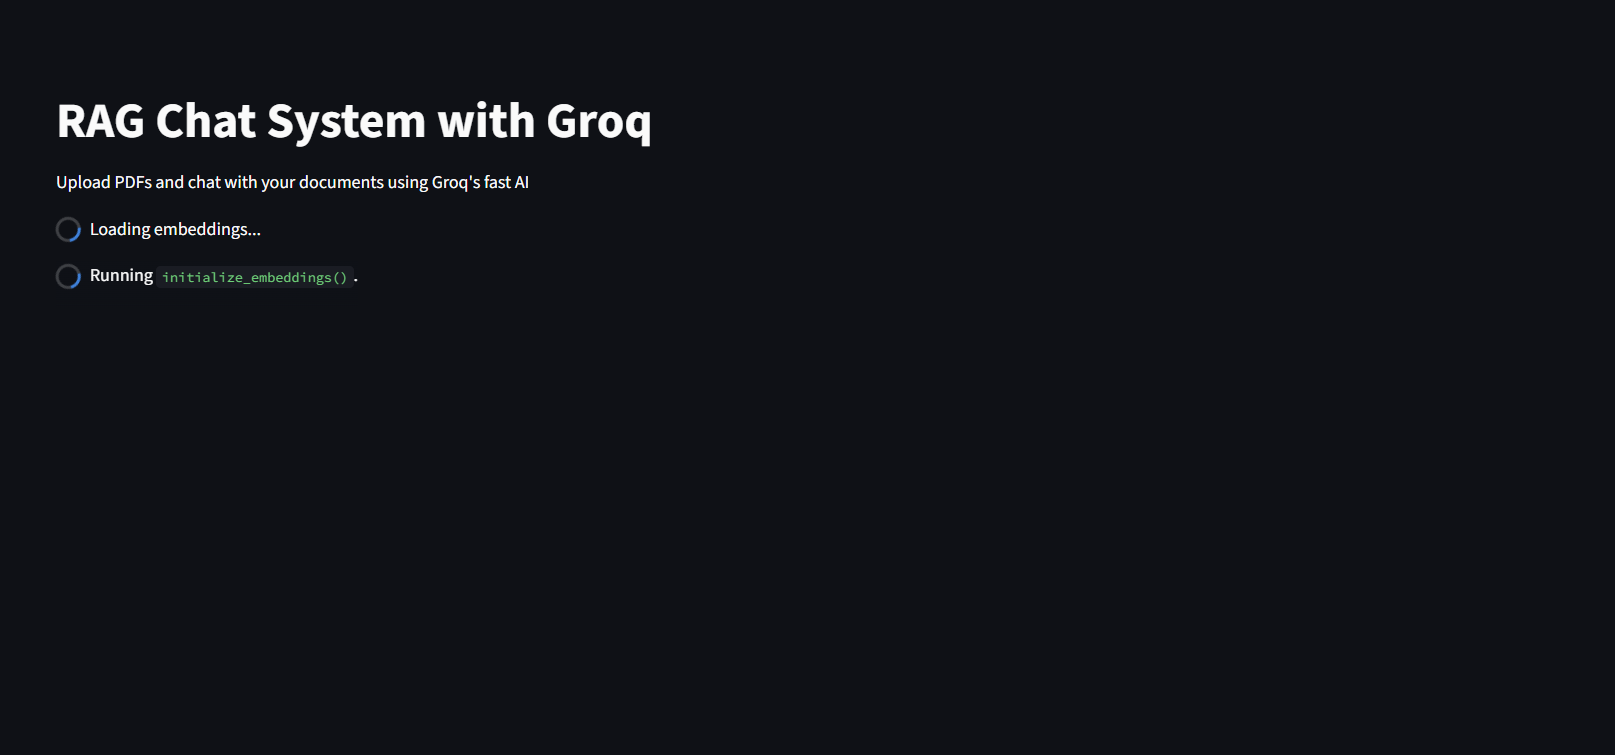 RAG Chat System with Groq
Upload PDFs and chat with your documents using Groq's fast AI
Loading embeddings...
Running initialize_embeddings().